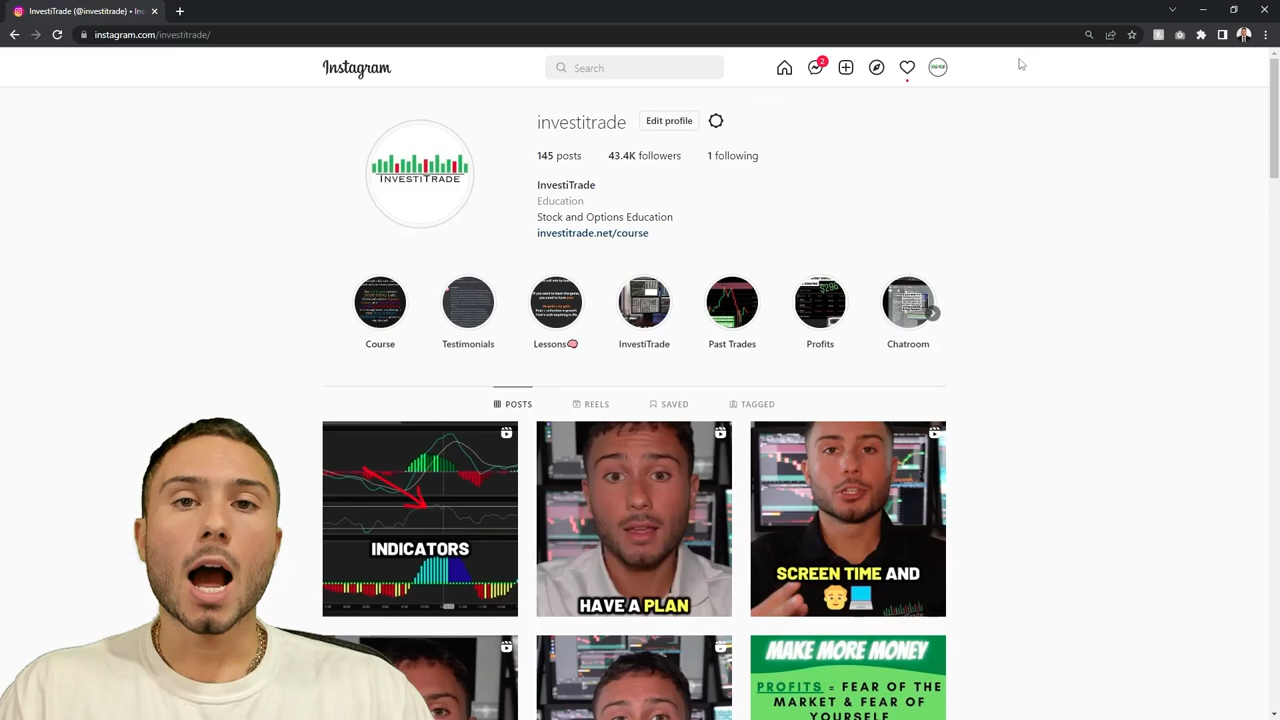 InvestiTrade (@investitrade) • Ins
instagram.com/investitrade/
Instagram
Search
2
investitrade
Edit profile
145 posts
43.4K followers
1 following
INVESTITRADE
InvestiTrade
Education
Stock and Options Education
investitrade.net/course
$296
Course
Testimonials
Lessons🧠
InvestiTrade
Past Trades
Profits
Chatroom
POSTS
REELS
SAVED
TAGGED
INDICATORS
HAVE A PLAN
SCREEN TIME AND
MAKE MORE MONEY
PROFITS = FEAR OF THE
MARKET & FEAR OF
YOURSELF